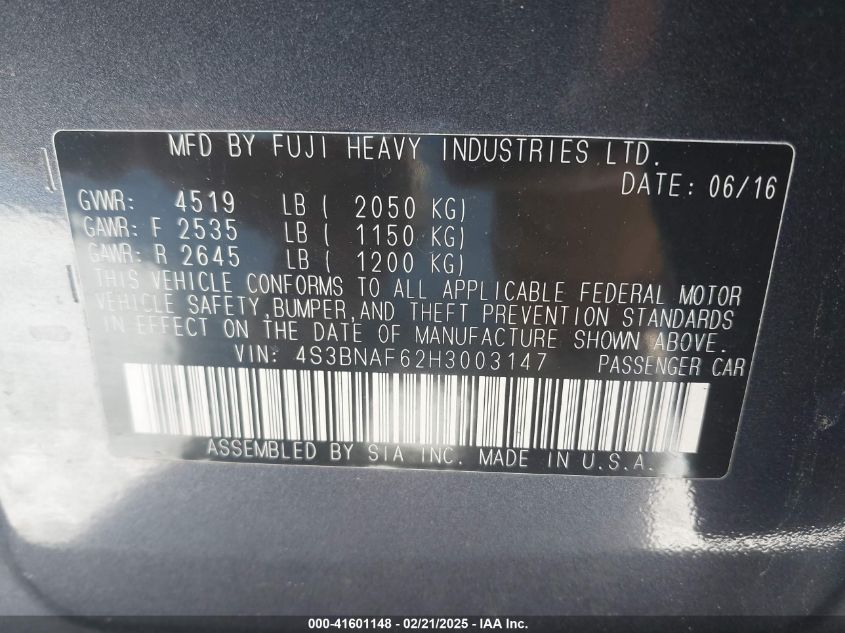 MFD BY FUJI HEAVY INDUSTRIES LTD.
DATE: 06/16
GVWR: 4519 LB ( 2050 KG)
GAWR: F 2535 LB ( 1150 KG)
GAWR: R 2645 LB ( 1200 KG)
THIS VEHICLE CONFORMS TO ALL APPLICABLE FEDERAL MOTOR
VEHICLE SAFETY, BUMPER, AND THEFT PREVENTION STANDARDS
IN EFFECT ON THE DATE OF MANUFACTURE SHOWN ABOVE.
VIN: 4S3BNAF62H3003147 PASSENGER CAR
ASSEMBLED BY SIA INC. MADE IN U.S.A.
000-41601148 - 02/21/2025 - IAA Inc.